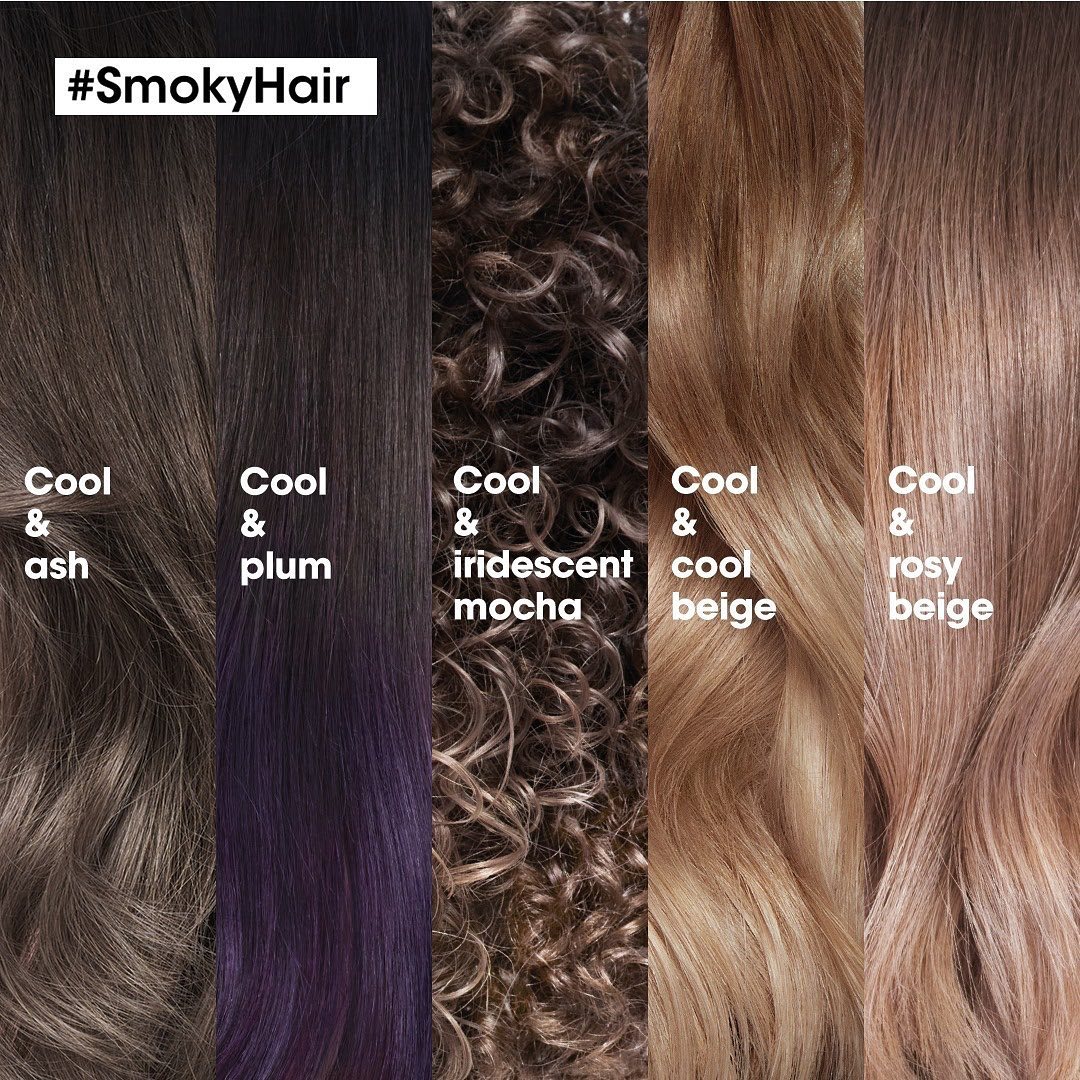 #SmokyHair
Cool
&
ash
Cool
&
plum
Cool
&
iridescent
mocha
Cool
&
cool
beige
Cool
&
rosy
beige